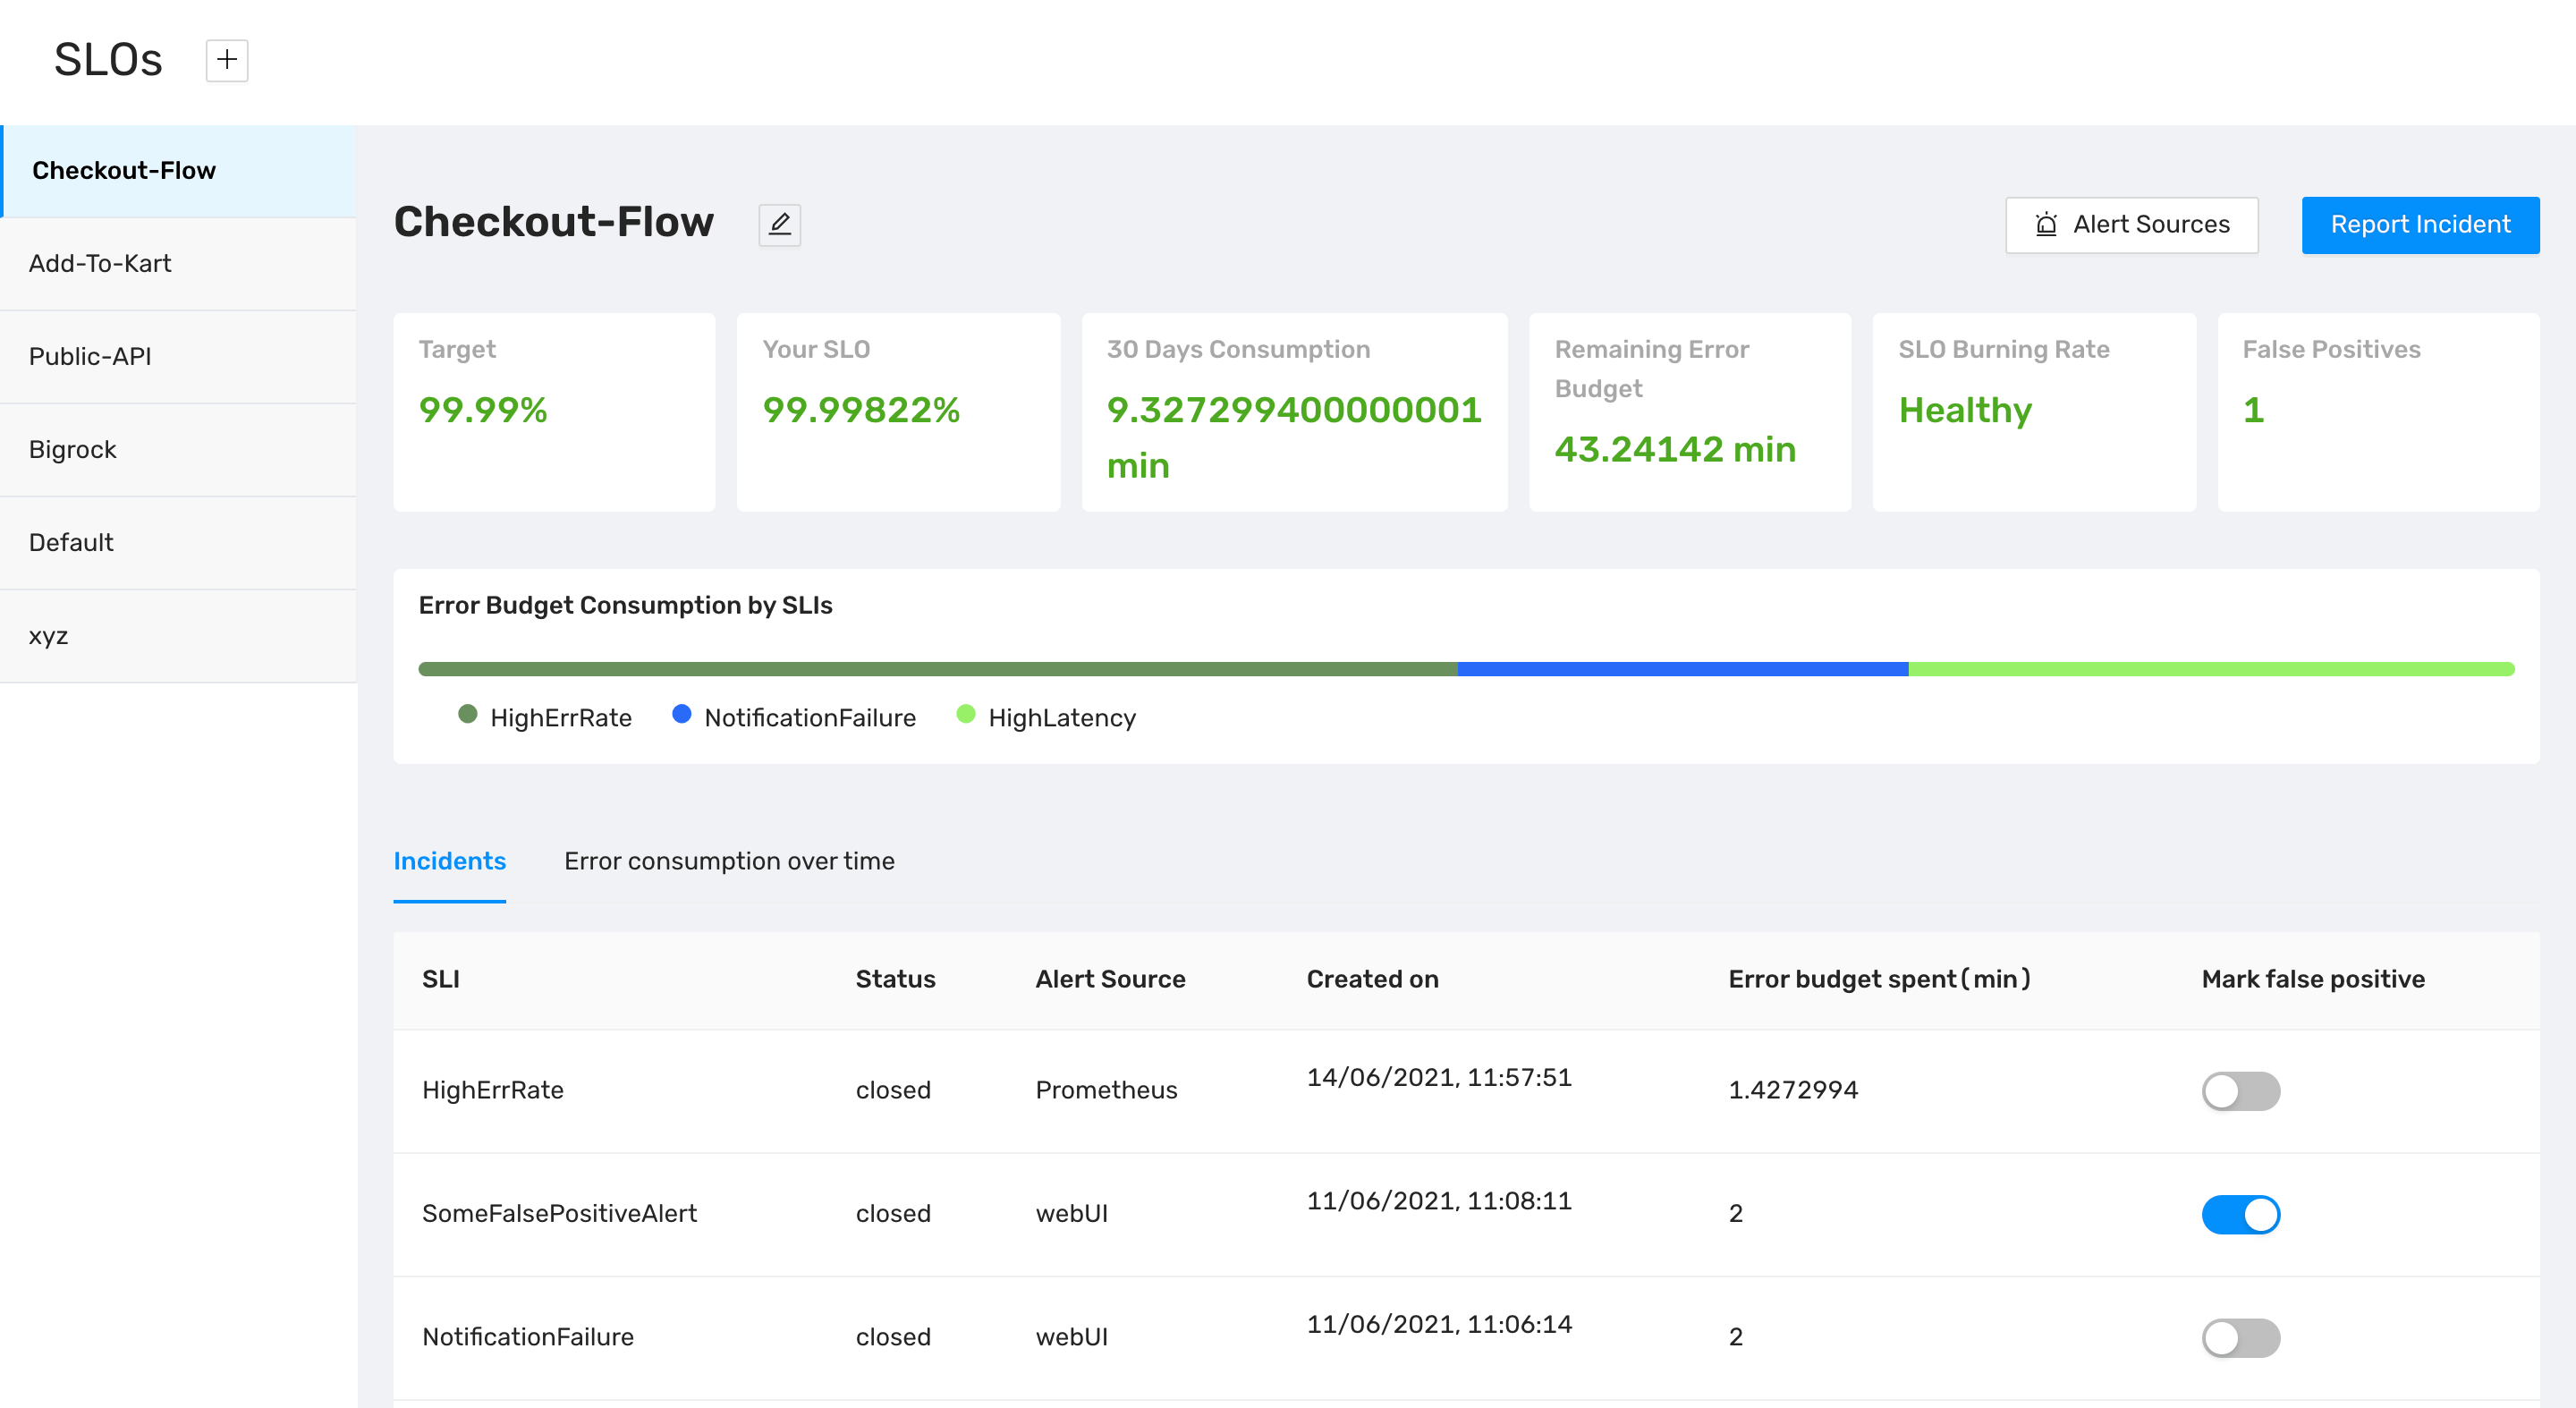 SLOs
Checkout-Flow
Add-To-Kart
Public-API
Bigrock
Default
xyz
Checkout-Flow
Alert Sources
Report Incident
Target
99.99%
Your SLO
99.99822%
30 Days Consumption
9.327299400000001
min
Remaining Error
Budget
43.24142 min
SLO Burning Rate
Healthy
False Positives
1
Error Budget Consumption by SLIs
HighErrRate NotificationFailure HighLatency
Incidents Error consumption over time
SLI Status Alert Source Created on Error budget spent(min) Mark false positive
HighErrRate closed Prometheus 14/06/2021, 11:57:51 1.4272994
SomeFalsePositiveAlert closed webUI 11/06/2021, 11:08:11 2
NotificationFailure closed webUI 11/06/2021, 11:06:14 2